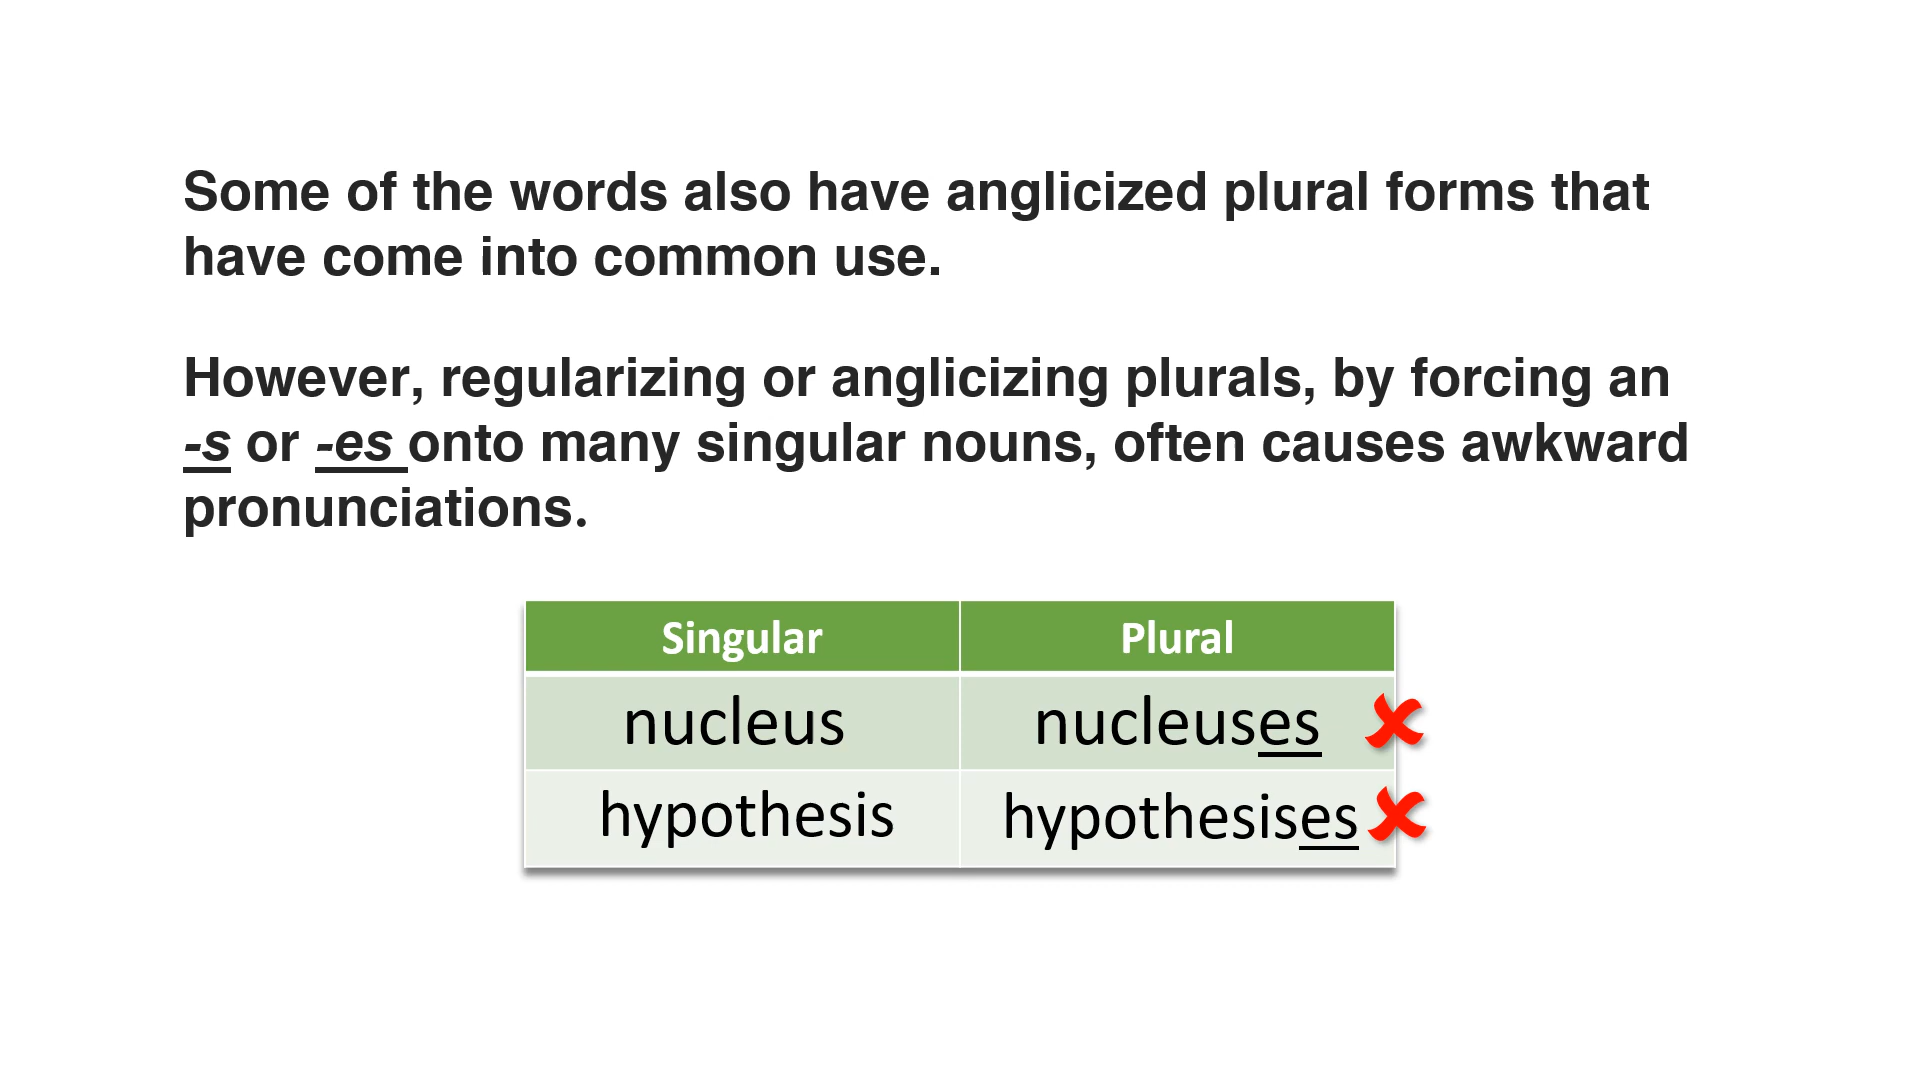 Some of the words also have anglicized plural forms that
have come into common use.
However, regularizing or anglicizing plurals, by forcing an
-s or -es onto many singular nouns, often causes awkward
pronunciations.
Singular Plural
nucleus nucleuses
hypothesis hypothesises